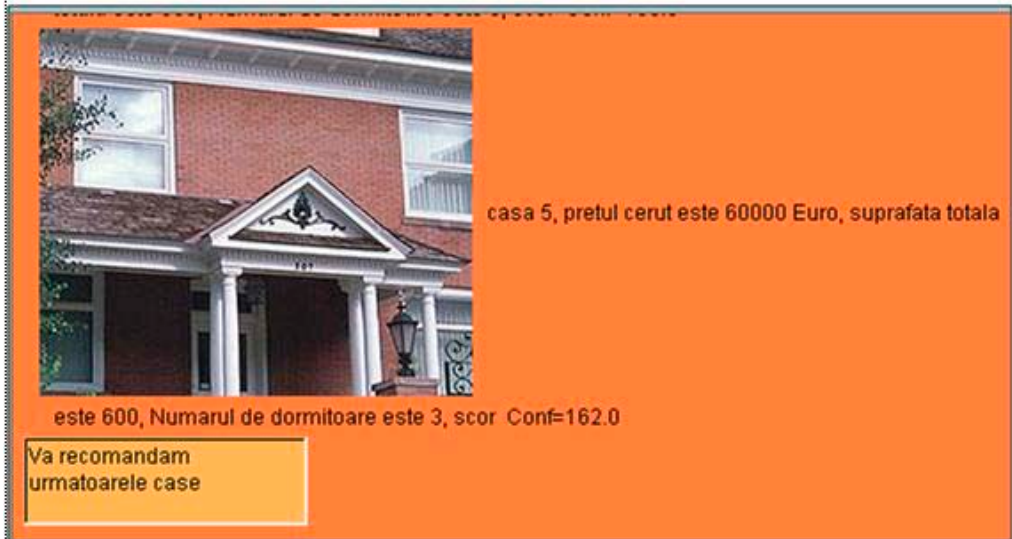 casa 5, pretul cerut este 60000 Euro, suprafata totala
este 600, Numarul de dormitoare este 3, scor Conf=162.0
Va recomandam
urmatoarele case